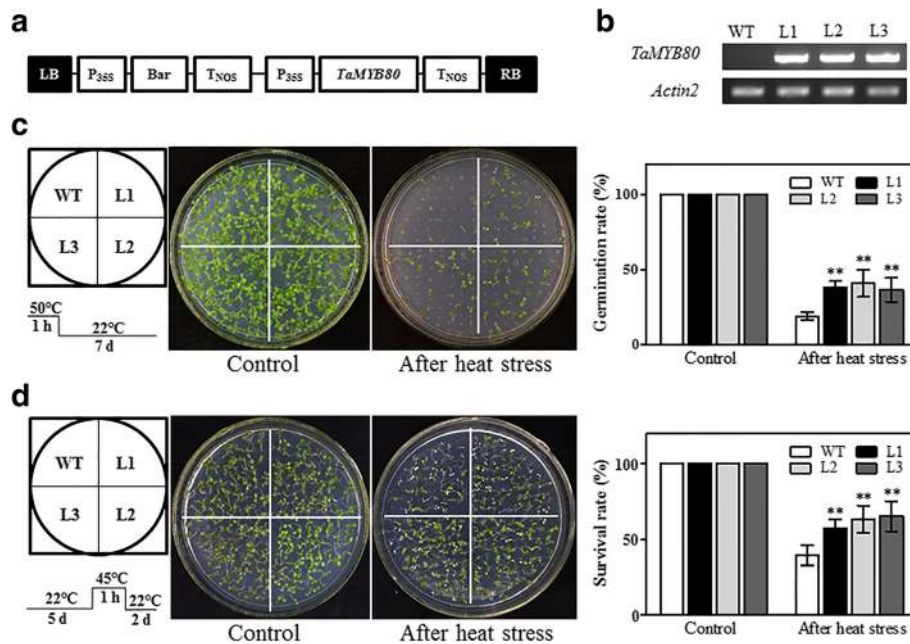 a
LB P35S Bar TNOS P35S TaMYB80 TNOS RB
b
WT L1 L2 L3
TaMYB80
Actin2
c
WT L1
L3 L2
50°C
1 h
22°C
7 d
Control
After heat stress
Germination rate (%)
100
50
0
WT L1
L2 L3
** ** **
Control
After heat stress
d
WT L1
L3 L2
22°C
5 d
45°C
1 h
22°C
2 d
Control
After heat stress
Survival rate (%)
100
50
0
WT L1
L2 L3
** ** **
Control
After heat stress